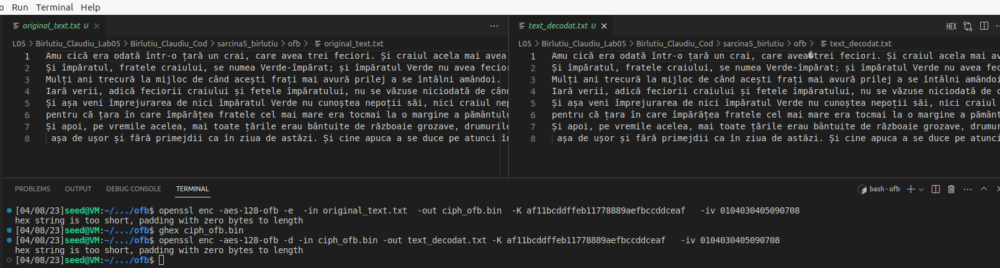 o Run Terminal Help
original_text.txt U
text_decodat.txt U
HEX
L05 > Birlutiu_Claudiu_Lab05 > Birlutiu_Claudiu_Cod > sarcina5_birlutiu > ofb > original_text.txt
1 Amu cică era odată într-o țară un crai, care avea trei feciori. Și craiul acela mai avea
2 Și împăratul, fratele craiului, se numea Verde-împărat; și împăratul Verde nu avea fecior
3 Mulți ani trecură la mijloc de când acești frați mai avură prilej a se întâlni amândoi.
4 Iară verii, adică feciorii craiului și fetele împăratului, nu se văzuse niciodată de cânc
5 Și așa veni împrejurarea de nici împăratul Verde nu cunoștea nepoții săi, nici craiul nep
6 pentru că țara în care împărățea fratele cel mai mare era tocmai la o margine a pământulu
7 Și apoi, pe vremile acelea, mai toate țările erau bântuite de războaie grozave, drumurile
8 așa de ușor și fără primejdii ca în ziua de astăzi. Și cine apuca a se duce pe atunci în
L05 > Birlutiu_Claudiu_Lab05 > Birlutiu_Claudiu_Cod > sarcina5_birlutiu > ofb > text_decodat.txt
1 Amu cică era odată într-o țară un crai, care avea�trei feciori. Și craiul acela mai av
2 Și împăratul, fratele craiului, se numea Verde-împărat; și împăratul Verde nu avea fec
3 Mulți ani trecură la mijloc de când acești frați mai avură prilej a se întâlni amândoi
4 Iară verii, adică feciorii craiului și fetele împăratului, nu se văzuse niciodată de c
5 Și așa veni împrejurarea de nici împăratul Verde nu cunoștea nepoții săi, nici craiul
6 pentru că țara în care împărățea fratele cel mai mare era tocmai la o margine a pământ
7 Și apoi, pe vremile acelea, mai toate țările erau bântuite de războaie grozave, drumur
8 așa de ușor și fără primejdii ca în ziua de astăzi. Și cine apuca a se duce pe atunci
PROBLEMS OUTPUT DEBUG CONSOLE TERMINAL
bash - ofb
[04/08/23]seed@VM:~/.../ofb$ openssl enc -aes-128-ofb -e -in original_text.txt -out ciph_ofb.bin -K af11bcddffeb11778889aefbccddceaf -iv 0104030405090708
hex string is too short, padding with zero bytes to length
[04/08/23]seed@VM:~/.../ofb$ ghex ciph_ofb.bin
[04/08/23]seed@VM:~/.../ofb$ openssl enc -aes-128-ofb -d -in ciph_ofb.bin -out text_decodat.txt -K af11bcddffeb11778889aefbccddceaf -iv 0104030405090708
hex string is too short, padding with zero bytes to length
[04/08/23]seed@VM:~/.../ofb$